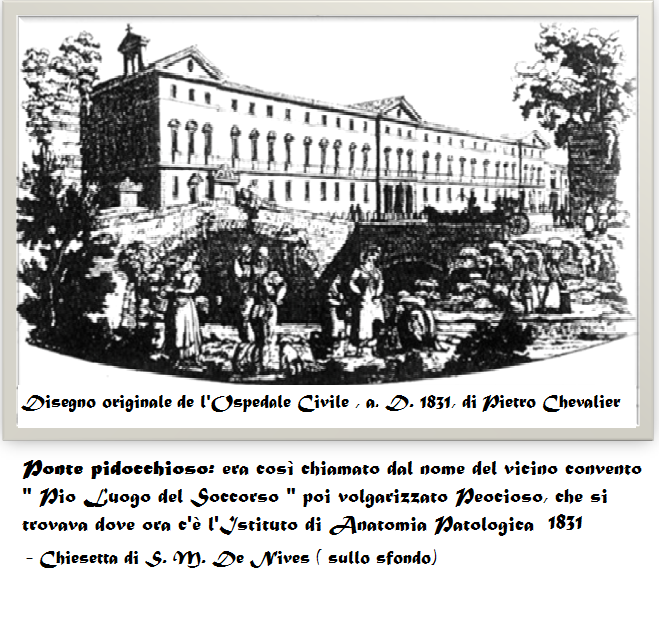 Disegno originale de l'Ospedale Civile , a. D. 1831, di Pietro Chevalier
Ponte pidocchioso: era così chiamato dal nome del vicino convento
" Pio Luogo del Soccorso " poi volgarizzato Peocioso, che si
trovava dove ora c'è l'Istituto di Anatomia Patologica 1831
- Chiesetta di S. M. De Nives ( sullo sfondo)